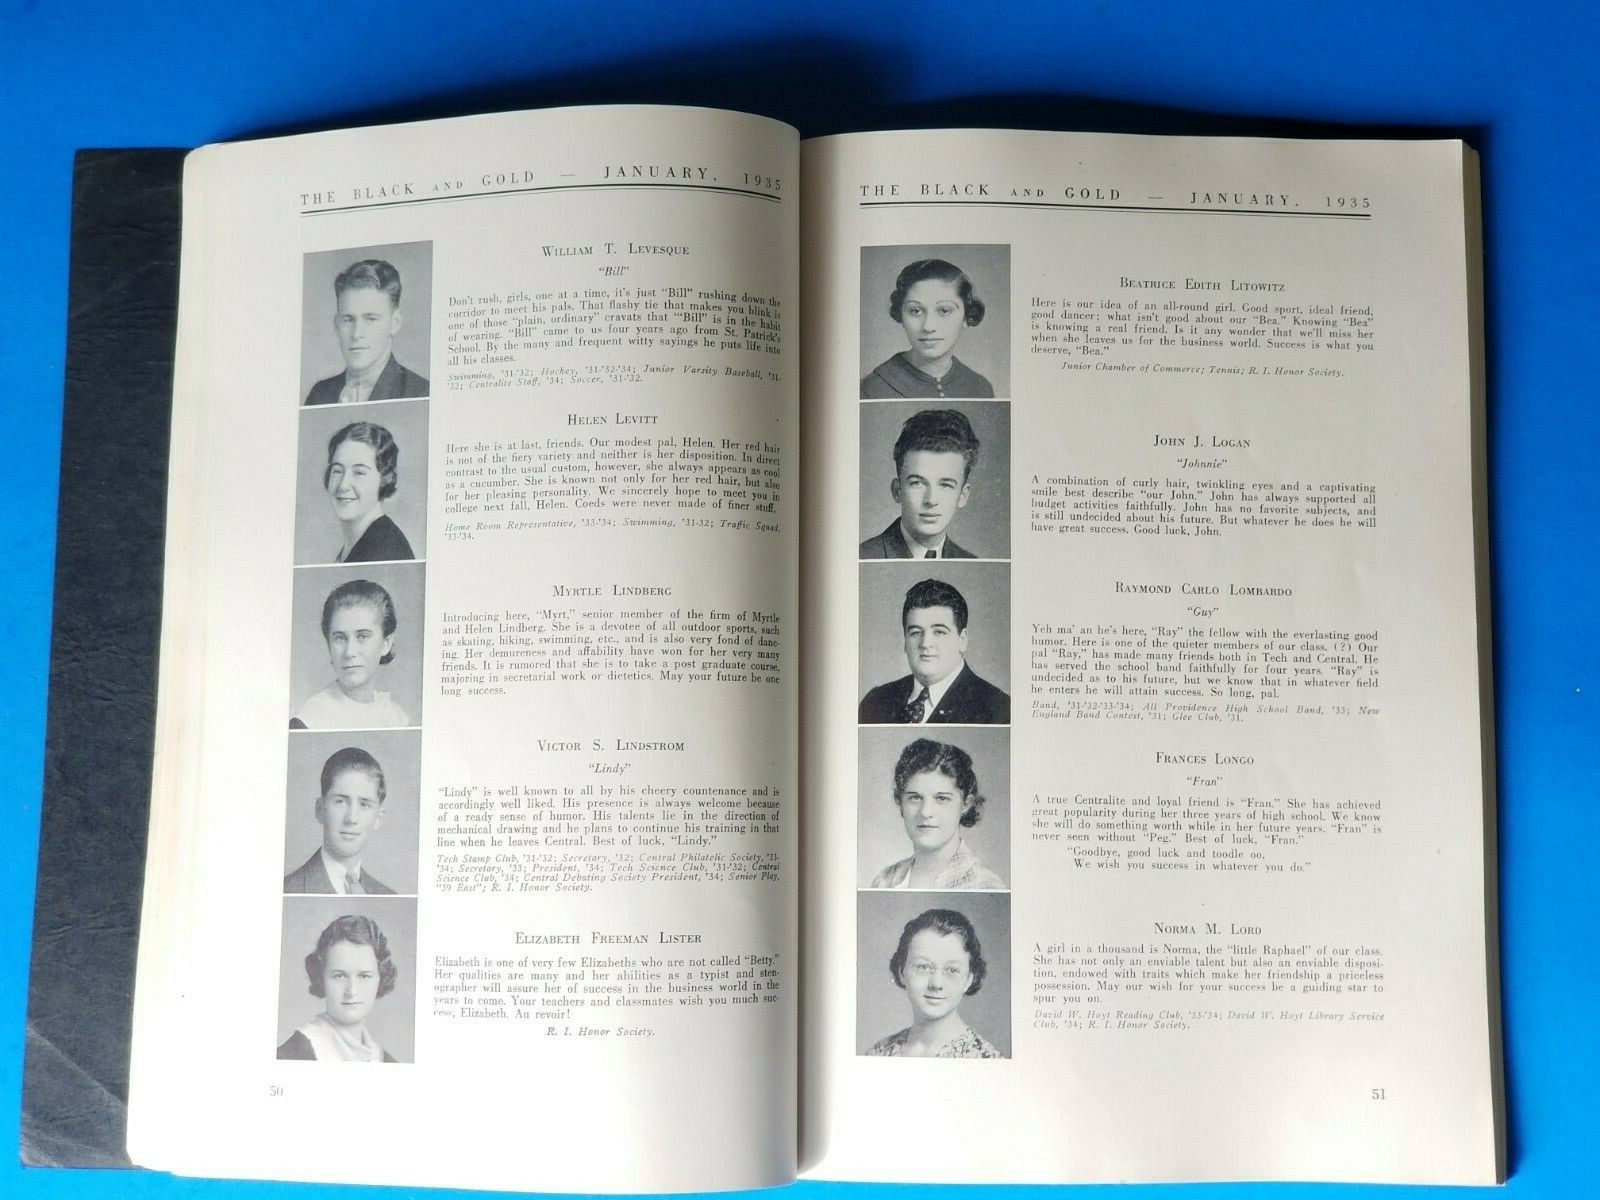 THE BLACK AND GOLD — JANUARY, 1935
WILLIAM T. LEVESQUE
"Bill"
Don't rush, girls, one at a time, it's just "Bill" rushing down the
corridor to meet his pals. That flashy tie that makes you blink is
one of those "plain, ordinary" cravats that "'Bill" is in the habit
of wearing. "Bill" came to us four years ago from St. Patrick's
School. By the many and frequent witty sayings he puts life into
all his classes.
Swimming, '31-'32; Hockey, '31-'32-'34; Junior Varsity Baseball, '31-
'32; Centralite Staff, '34; Soccer, '31-'32.
HELEN LEVITT
Here she is at last, friends. Our modest pal, Helen. Her red hair
is not of the fiery variety and neither is her disposition. In direct
contrast to the usual custom, however, she always appears as cool
as a cucumber. She is known not only for her red hair, but also
for her pleasing personality. We sincerely hope to meet you in
college next fall, Helen. Coeds were never made of finer stuff.
Home Room Representative, '33-'34; Swimming, '31-32; Traffic Squad,
'33-'34.
MYRTLE LINDBERG
Introducing here, "Myrt," senior member of the firm of Myrtle
and Helen Lindberg. She is a devotee of all outdoor sports, such
as skating, hiking, swimming, etc., and is also very fond of danc-
ing. Her demureness and affability have won for her very many
friends. It is rumored that she is to take a post graduate course,
majoring in secretarial work or dietetics. May your future be one
long success.
VICTOR S. LINDSTROM
"Lindy"
"Lindy" is well known to all by his cheery countenance and is
accordingly well liked. His presence is always welcome because
of a ready sense of humor. His talents lie in the direction of
mechanical drawing and he plans to continue his training in that
line when he leaves Central. Best of luck, "Lindy."
Tech Stamp Club, '31-'32; Secretary, '32; Central Philatelic Society, '33-
'34; Secretary, '33; President, '34; Tech Science Club, '31-'32; Central
Science Club, '34; Central Debating Society President, '34; Senior Play,
"39 East"; R. I. Honor Society.
ELIZABETH FREEMAN LISTER
Elizabeth is one of very few Elizabeths who are not called "Betty."
Her qualities are many and her abilities as a typist and sten-
ographer will assure her of success in the business world in the
years to come. Your teachers and classmates wish you much suc-
cess, Elizabeth. Au revoir!
R. I. Honor Society.
50
THE BLACK AND GOLD — JANUARY, 1935
BEATRICE EDITH LITOWITZ
Here is our idea of an all-round girl. Good sport, ideal friend,
good dancer; what isn't good about our "Bea." Knowing "Bea"
is knowing a real friend. Is it any wonder that we'll miss her
when she leaves us for the business world. Success is what you
deserve, "Bea."
Junior Chamber of Commerce; Tennis; R. I. Honor Society.
JOHN J. LOGAN
"Johnnie"
A combination of curly hair, twinkling eyes and a captivating
smile best describe "our John." John has always supported all
budget activities faithfully. John has no favorite subjects, and
is still undecided about his future. But whatever he does he will
have great success. Good luck, John.
RAYMOND CARLO LOMBARDO
"Guy"
Yeh ma' an he's here, "Ray" the fellow with the everlasting good
humor. Here is one of the quieter members of our class. (?) Our
pal "Ray," has made many friends both in Tech and Central. He
has served the school band faithfully for four years. "Ray" is
undecided as to his future, but we know that in whatever field
he enters he will attain success. So long, pal.
Band, '31-'32-'33-'34; All Providence High School Band, '33; New
England Band Contest, '31; Glee Club, '31.
FRANCES LONGO
"Fran"
A true Centralite and loyal friend is "Fran." She has achieved
great popularity during her three years of high school. We know
she will do something worth while in her future years. "Fran" is
never seen without "Peg." Best of luck, "Fran."
"Goodbye, good luck and toodle oo,
We wish you success in whatever you do."
NORMA M. LORD
A girl in a thousand is Norma, the "little Raphael" of our class.
She has not only an enviable talent but also an enviable disposi-
tion, endowed with traits which make her friendship a priceless
possession. May our wish for your success be a guiding star to
spur you on.
David W. Hoyt Reading Club, '33-'34; David W. Hoyt Library Service
Club, '34; R. I. Honor Society.
51